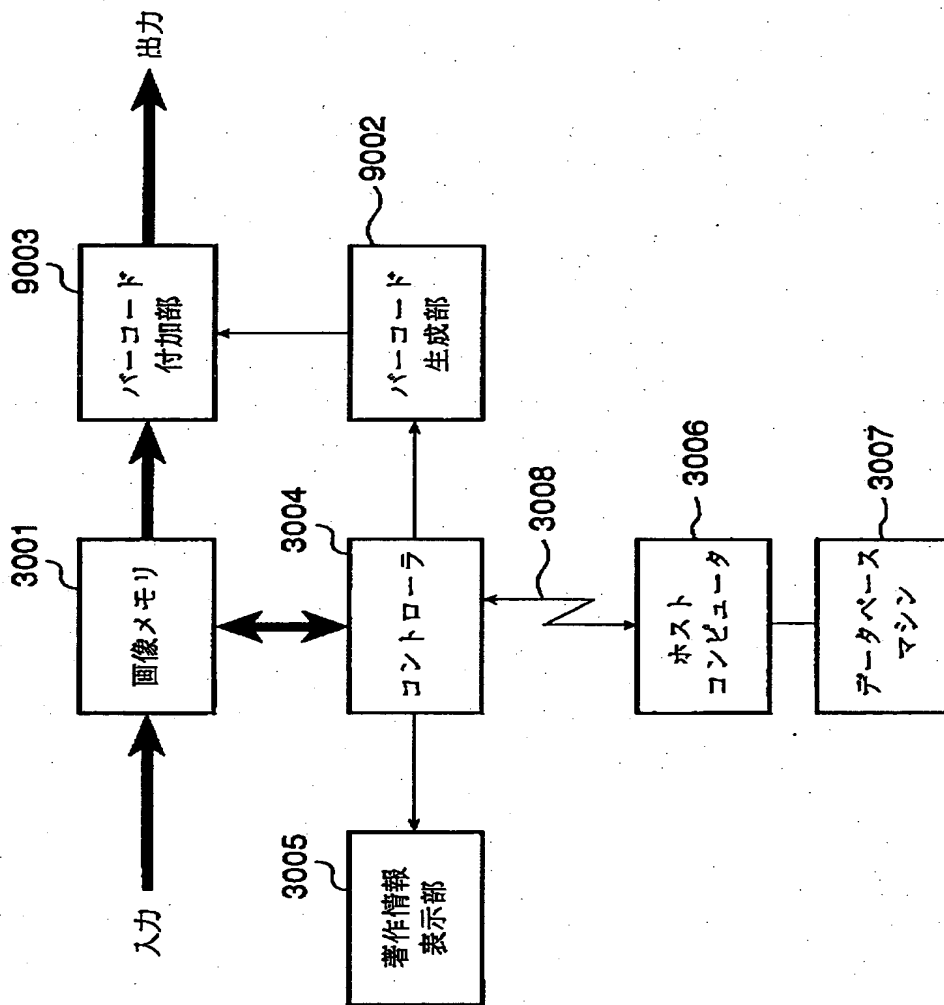 入力
3001
画像メモリ
9003
バーコード
付加部
出力
3005
著作情報
表示部
3004
コントローラ
9002
バーコード
生成部
3008
3006
ホスト
コンピュータ
3007
データベース
マシン